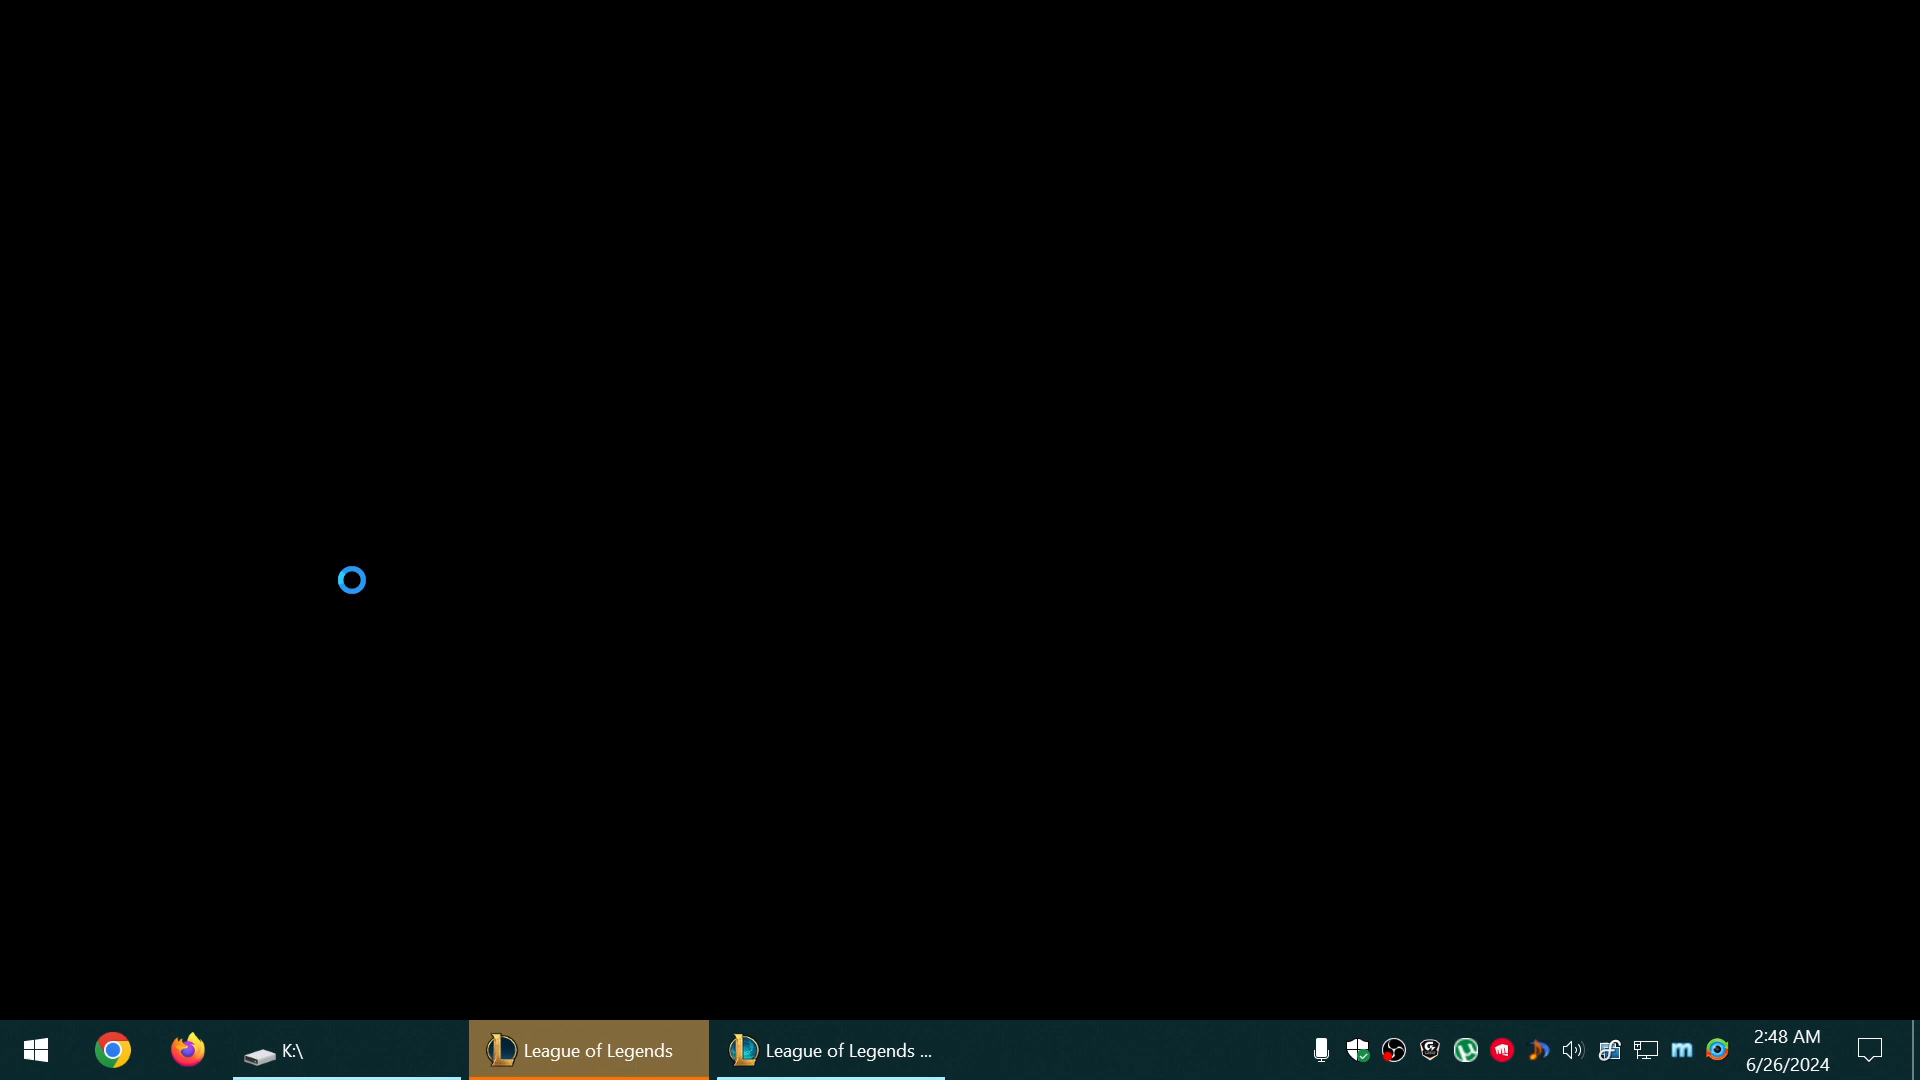 K:\
League of Legends
League of Legends ...
2:48 AM
6/26/2024